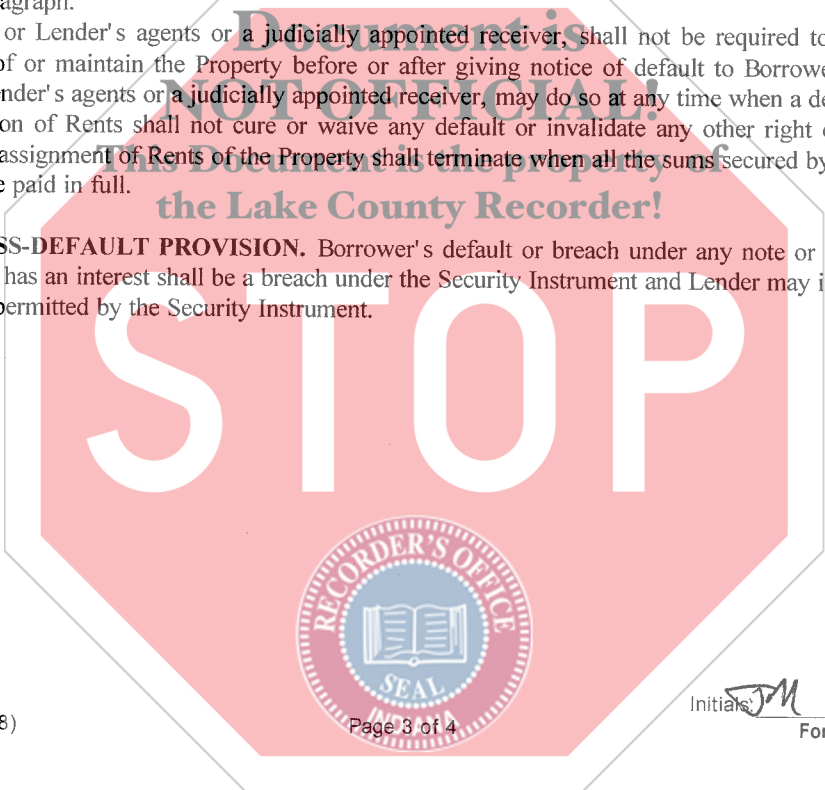 agraph.
Document is
or Lender's agents or a judicially appointed receiver, shall not be required to
of or maintain the Property before or after giving notice of default to Borrowe
NOT OFFICIAL!
nder's agents or a judicially appointed receiver, may do so at any time when a de
on of Rents shall not cure or waive any default or invalidate any other right
assignment of Rents of the Property shall terminate when all the sums secured by
This Document is the property of
e paid in full.
the Lake County Recorder!
SS-DEFAULT PROVISION. Borrower's default or breach under any note or
has an interest shall be a breach under the Security Instrument and Lender may i
permitted by the Security Instrument.
STOP
RECORDER'S OFFICE
SEAL
INDIANA
Initials: JM
8)
Page 3 of 4
For